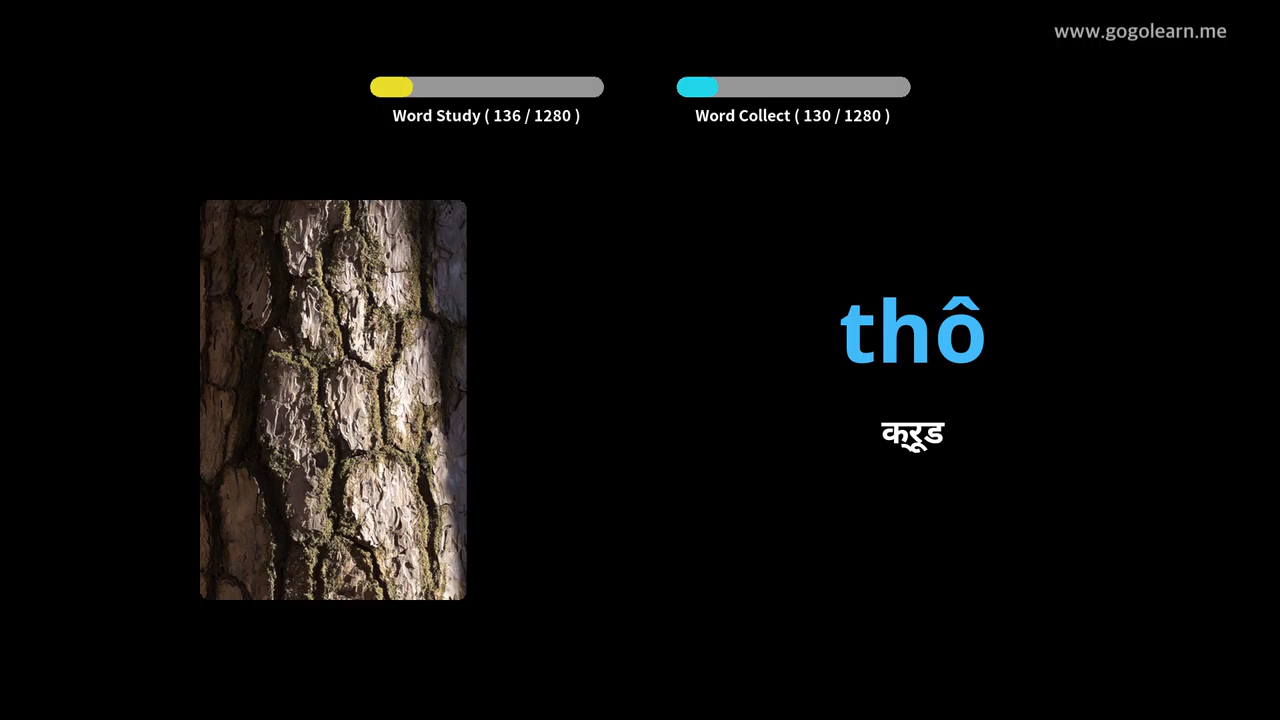 www.gogolearn.me
Word Study ( 136 / 1280 )
Word Collect ( 130 / 1280 )
thô
क्रूड